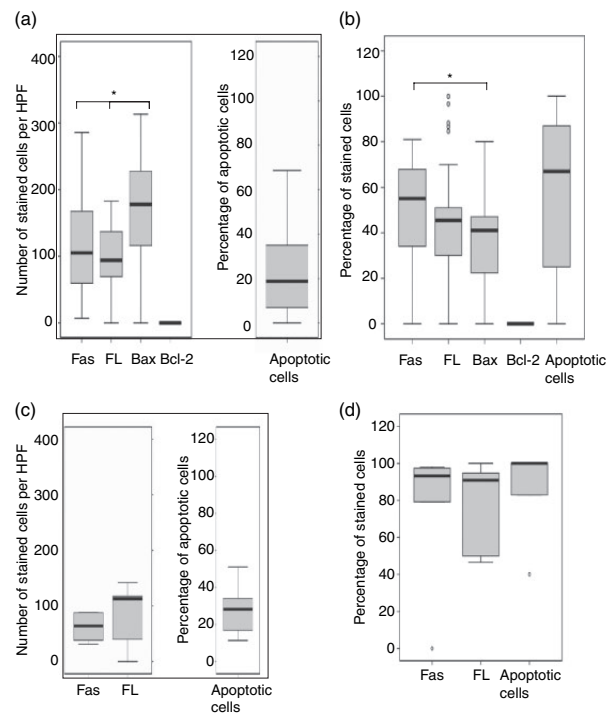 (a)
Number of stained cells per HPF
400
300
200
100
0
*
Fas FL Bax Bcl-2
Percentage of apoptotic cells
120
100
80
60
40
20
0
Apoptotic
cells
(b)
Percentage of stained cells
120
100
80
60
40
20
0
*
Fas FL Bax Bcl-2 Apoptotic
cells
(c)
Number of stained cells per HPF
400
300
200
100
0
Fas FL
Percentage of apoptotic cells
120
100
80
60
40
20
0
Apoptotic
cells
(d)
Percentage of stained cells
120
100
80
60
40
20
0
Fas FL Apoptotic
cells